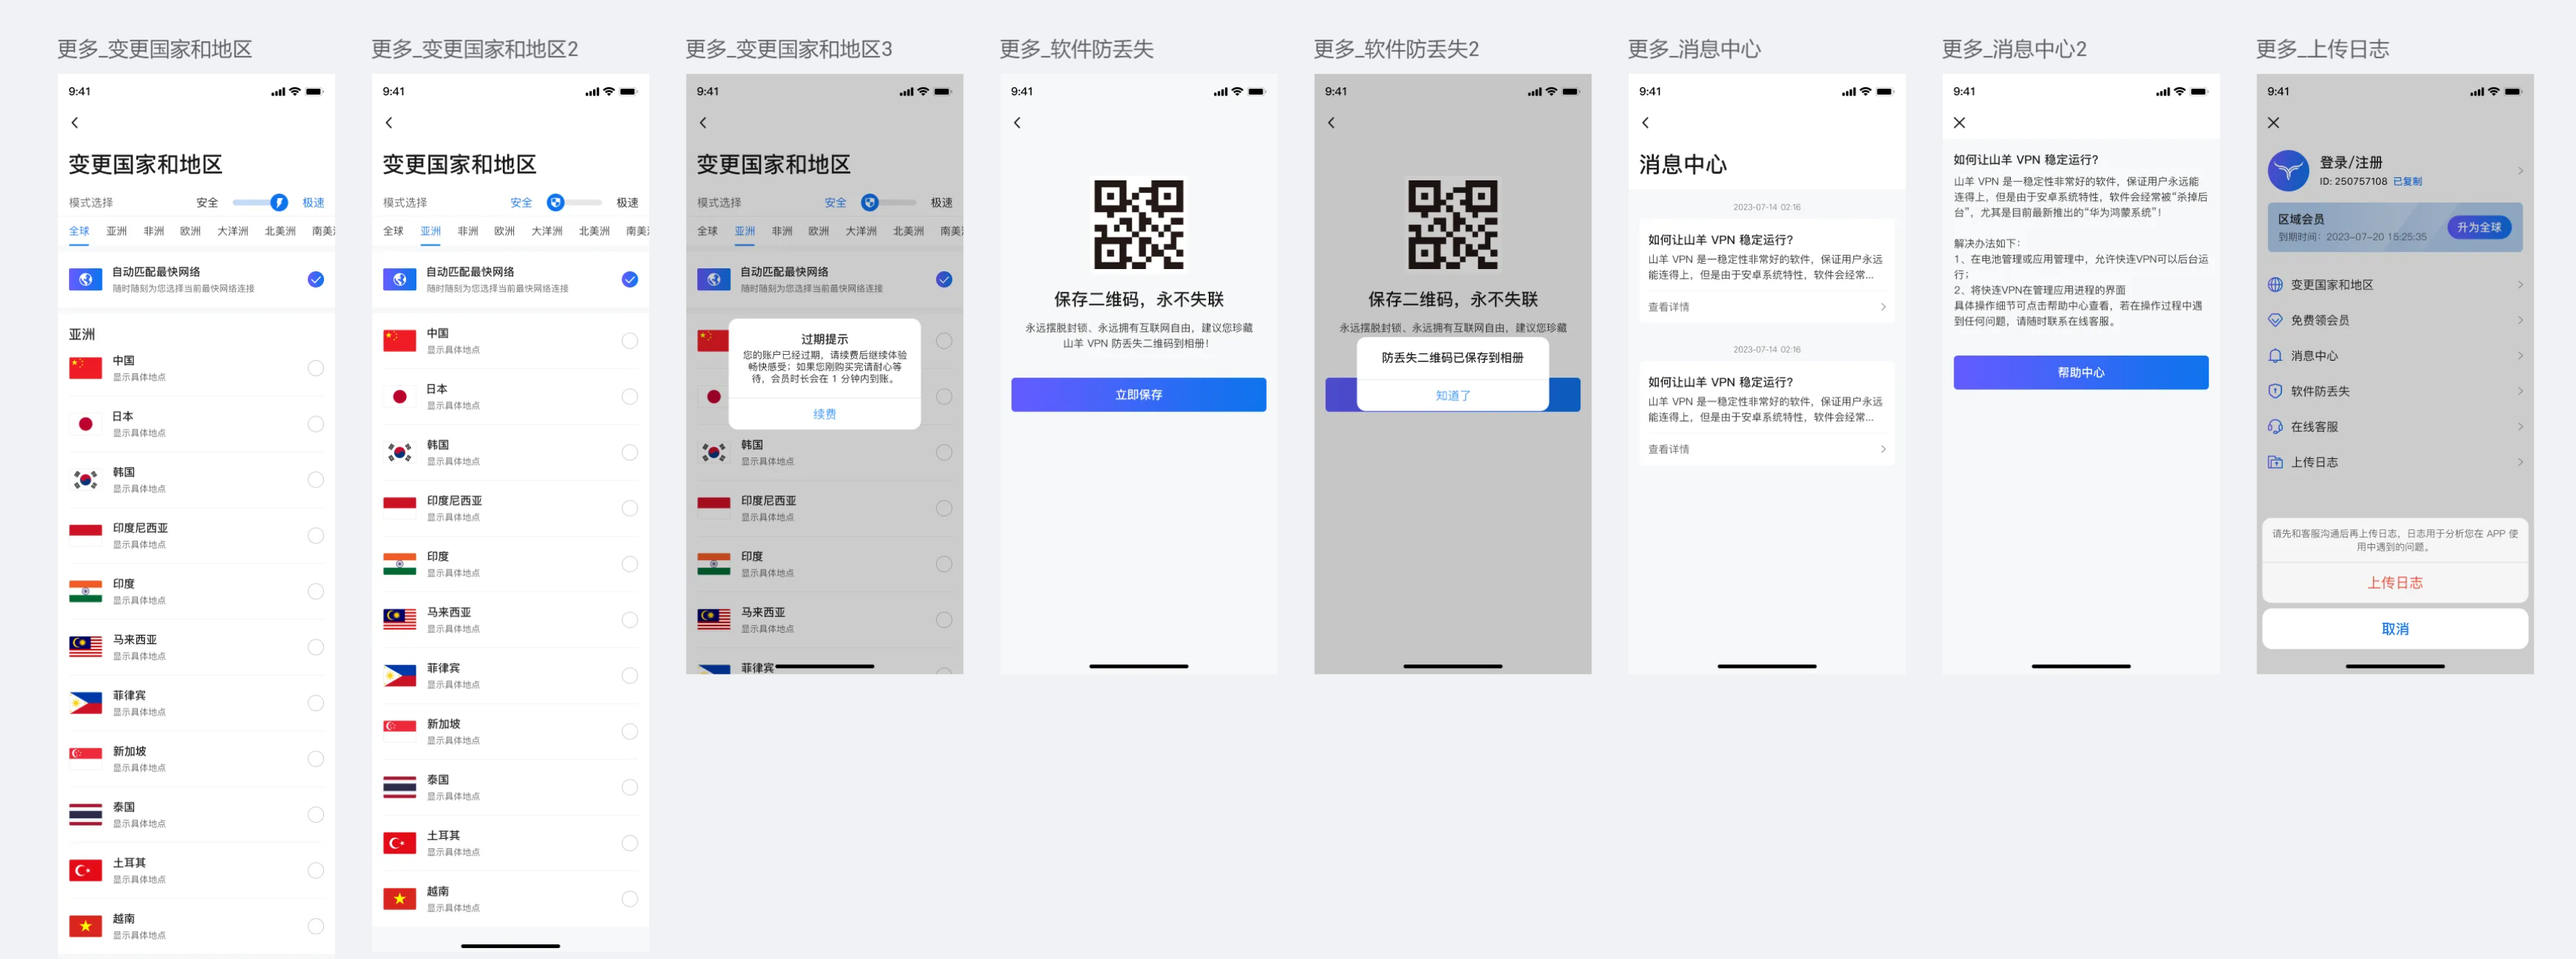 更多_变更国家和地区
9:41
变更国家和地区
模式选择 安全 极速
全球 亚洲 非洲 欧洲 大洋洲 北美洲
自动匹配最快网络
随时随刻为您选择当前最快网络连接
亚洲
中国
显示具体地点
日本
显示具体地点
韩国
显示具体地点
印度尼西亚
显示具体地点
印度
显示具体地点
马来西亚
显示具体地点
菲律宾
显示具体地点
新加坡
显示具体地点
泰国
显示具体地点
土耳其
显示具体地点
越南
显示具体地点
更多_变更国家和地区2
9:41
变更国家和地区
模式选择 安全 极速
全球 亚洲 非洲 欧洲 大洋洲 北美洲 南美
自动匹配最快网络
随时随刻为您选择当前最快网络连接
中国
显示具体地点
日本
显示具体地点
韩国
显示具体地点
印度尼西亚
显示具体地点
印度
显示具体地点
马来西亚
显示具体地点
菲律宾
显示具体地点
新加坡
显示具体地点
泰国
显示具体地点
土耳其
显示具体地点
越南
显示具体地点
更多_变更国家和地区3
9:41
变更国家和地区
模式选择 安全 极速
全球 亚洲 非洲 欧洲 大洋洲 北美洲 南美
自动匹配最快网络
随时随刻为您选择当前最快网络连接
过期提示
您的账户已经过期，请续费后继续体验
畅快感受；如果您刚购买完请耐心等
待，会员时长会在 1 分钟内到账。
续费
韩国
显示具体地点
印度尼西亚
显示具体地点
印度
显示具体地点
马来西亚
显示具体地点
菲律宾
更多_软件防丢失
9:41
保存二维码，永不失联
永远摆脱封锁、永远拥有互联网自由，建议您珍藏
山羊 VPN 防丢失二维码到相册！
立即保存
更多_软件防丢失2
9:41
保存二维码，永不失联
永远摆脱封锁、永远拥有互联网自由，建议您珍藏
防丢失二维码已保存到相册
知道了
更多_消息中心
9:41
消息中心
2023-07-14 02:16
如何让山羊 VPN 稳定运行?
山羊 VPN 是一稳定性非常好的软件，保证用户永远
能连得上，但是由于安卓系统特性，软件会经常...
查看详情
2023-07-14 02:16
如何让山羊 VPN 稳定运行?
山羊 VPN 是一稳定性非常好的软件，保证用户永远
能连得上，但是由于安卓系统特性，软件会经常...
查看详情
更多_消息中心2
9:41
如何让山羊 VPN 稳定运行?
山羊 VPN 是一稳定性非常好的软件，保证用户永远能
连得上，但是由于安卓系统特性，软件会经常被“杀掉后
台”，尤其是目前最新推出的“华为鸿蒙系统”！
解决办法如下：
1、在电池管理或应用管理中，允许快连VPN可以后台运
行；
2、将快连VPN在管理应用进程的界面
具体操作细节可点击帮助中心查看，若在操作过程中遇
到任何问题，请随时联系在线客服。
帮助中心
更多_上传日志
9:41
登录/注册
ID: 250757108 已复制
区域会员
到期时间：2023-07-20 15:25:35
升为全球
变更国家和地区
免费领会员
消息中心
软件防丢失
在线客服
上传日志
请先和客服沟通后再上传日志，日志用于分析您在 APP 使
用中遇到的问题。
上传日志
取消